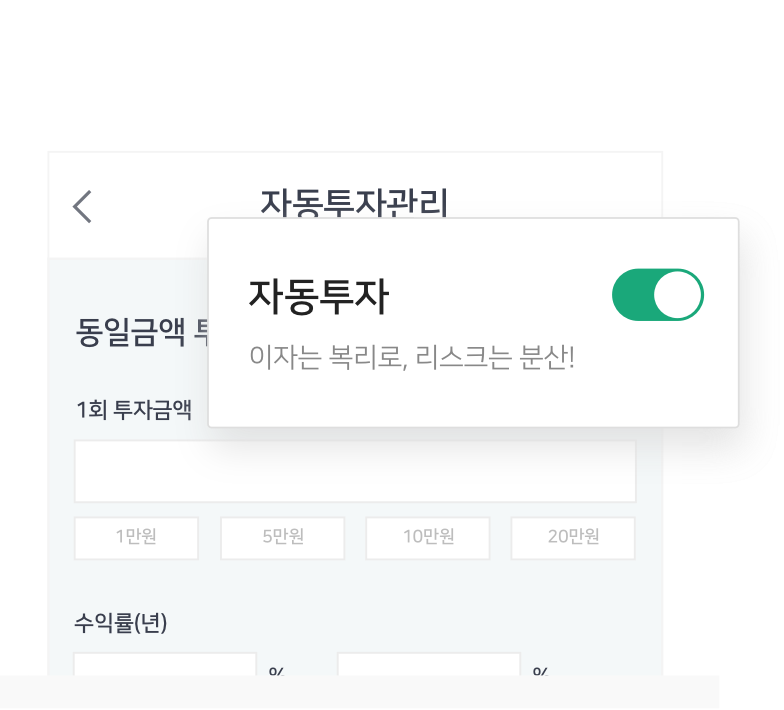 자동투자관리
자동투자
이자는 복리로, 리스크는 분산!
동일금액
1회 투자금액
1만원 5만원 10만원 20만원
수익률(년)
% %